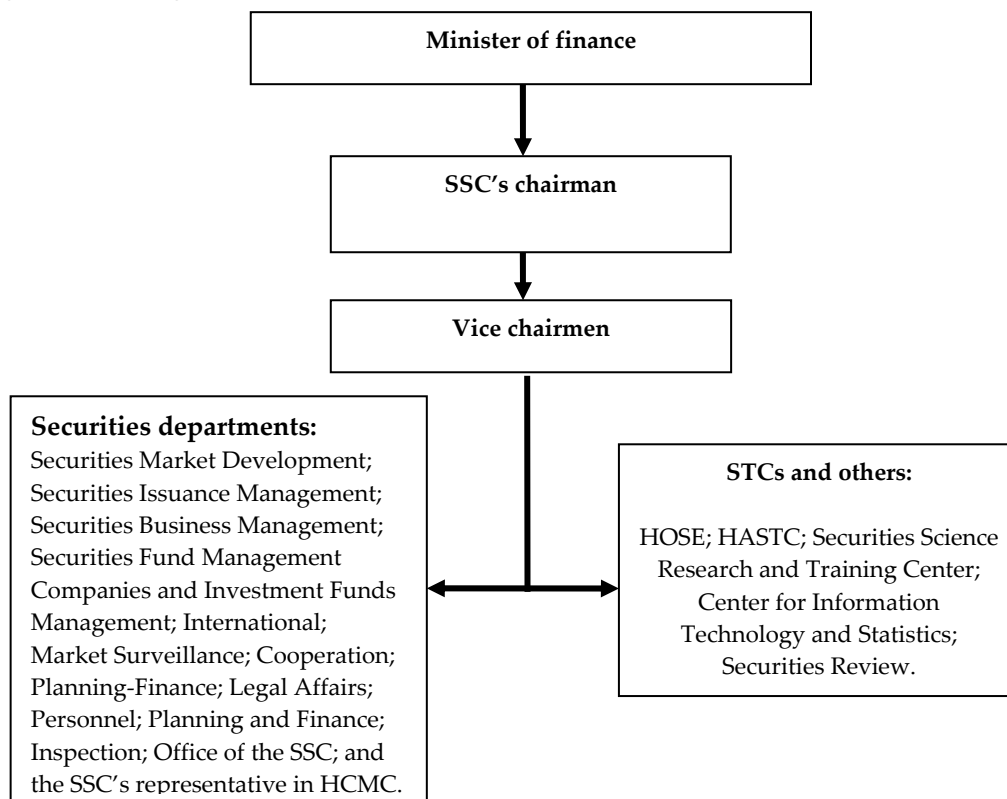 Minister of finance
SSC’s chairman
Vice chairmen
Securities departments:
Securities Market Development;
Securities Issuance Management;
Securities Business Management;
Securities Fund Management
Companies and Investment Funds
Management; International;
Market Surveillance; Cooperation;
Planning-Finance; Legal Affairs;
Personnel; Planning and Finance;
Inspection; Office of the SSC; and
the SSC’s representative in HCMC.
STCs and others:
HOSE; HASTC; Securities Science
Research and Training Center;
Center for Information
Technology and Statistics;
Securities Review.